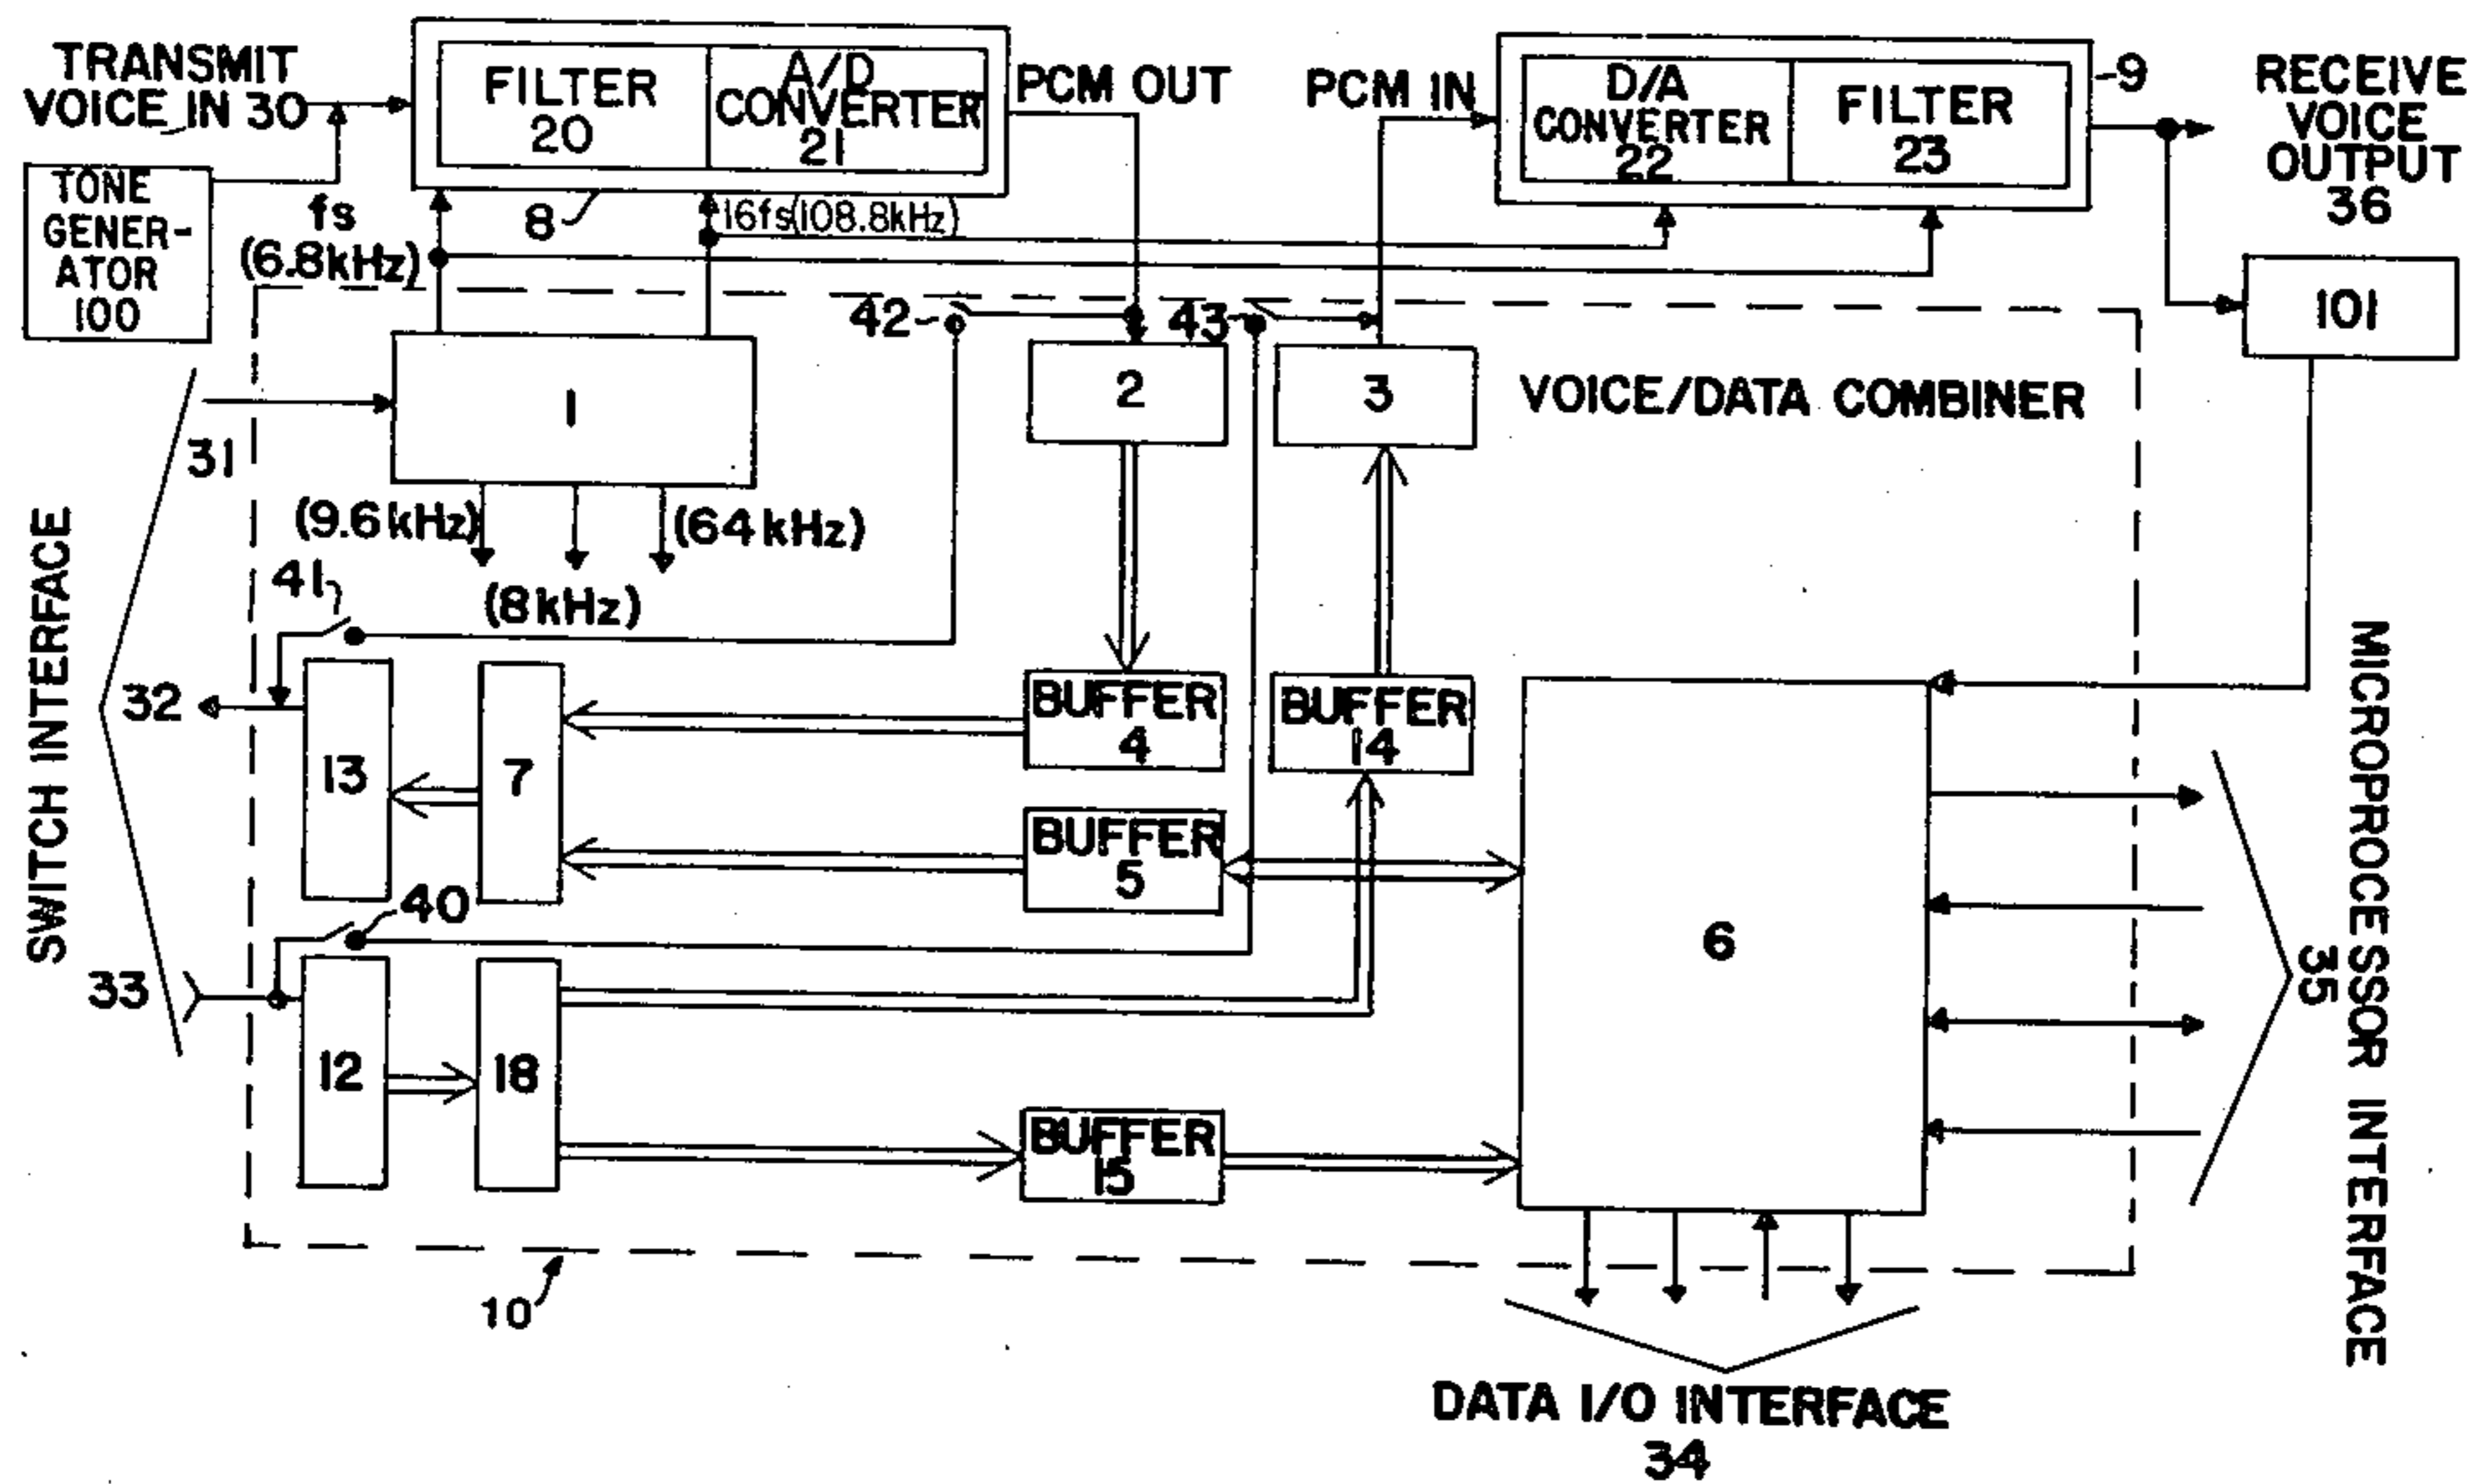 TRANSMIT
VOICE IN 30
FILTER
20
A/D
CONVERTER
21
PCM OUT
PCM IN
D/A
CONVERTER
22
FILTER
23
9
RECEIVE
VOICE
OUTPUT
36
TONE
GENER-
ATOR
100
fs
(6.8kHz)
8
16fs(108.8kHz)
42
43
101
1
2
3
VOICE/DATA COMBINER
31
(9.6kHz)
(64kHz)
(8kHz)
41
SWITCH INTERFACE
32
13
7
BUFFER
4
BUFFER
14
BUFFER
5
40
6
33
12
18
BUFFER
15
35
MICROPROCESSOR INTERFACE
10
DATA I/O INTERFACE
34